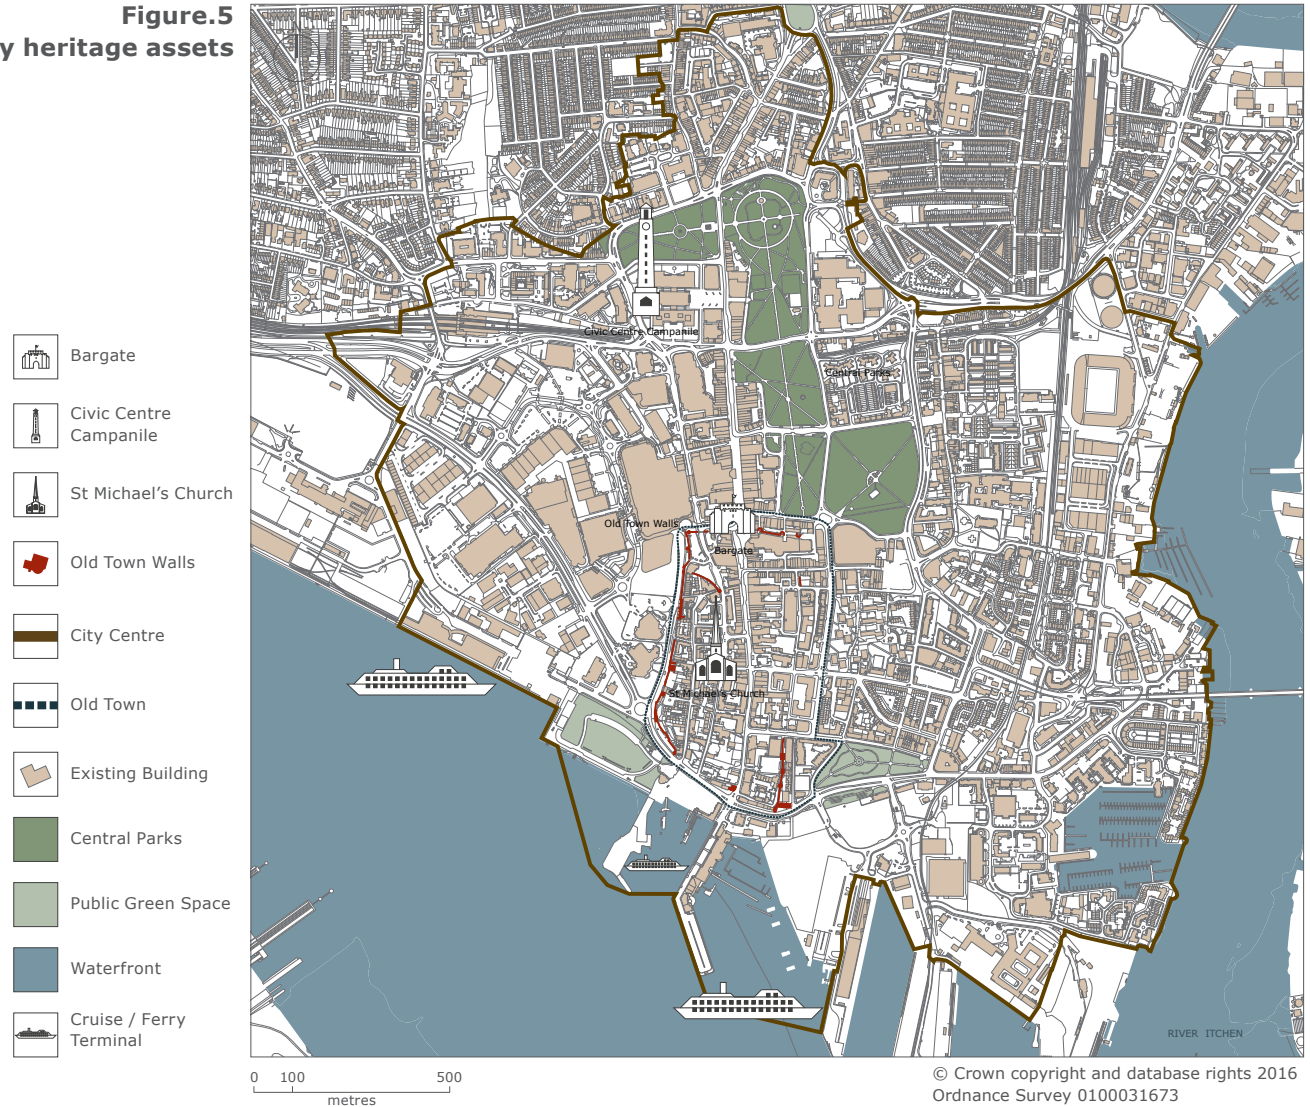 Figure.5
y heritage assets
Bargate
Civic Centre
Campanile
St Michael's Church
Old Town Walls
City Centre
Old Town
Existing Building
Central Parks
Public Green Space
Waterfront
Cruise / Ferry
Terminal
Civic Centre Campanile
Central Parks
Old Town Walls
Bargate
St Michael's Church
RIVER ITCHEN
0 100 500
metres
© Crown copyright and database rights 2016
Ordnance Survey 0100031673